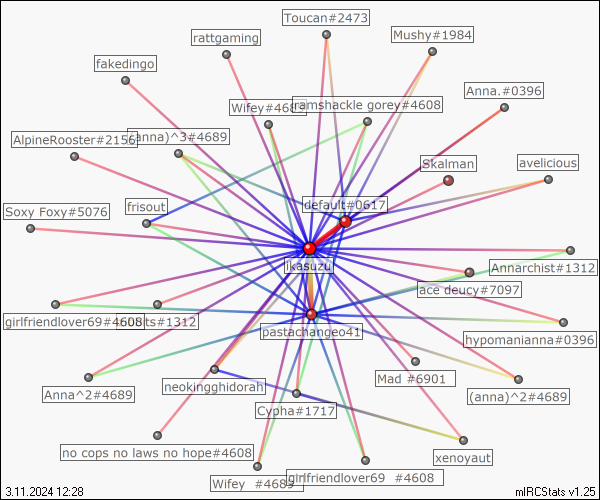 Toucan#2473
rattgaming
Mushy#1984
fakedingo
Anna.#0396
Wifey#4689
ramshackle gorey#4608
AlpineRooster#2156
(anna)^3#4689
Skalman
avelicious
default#0617
frisout
Soxy Foxy#5076
ikasuzu
Annarchist#1312
ace deucy#7097
girlfriendlover69#4608
pastachangeo41
hypomanianna#0396
Anna^2#4689
neokingghidorah
Mad #6901
(anna)^2#4689
Cypha#1717
no cops no laws no hope#4608
xenoyaut
Wifey #4689
girlfriendlover69 #4608
3.11.2024 12:28
mIRCStats v1.25